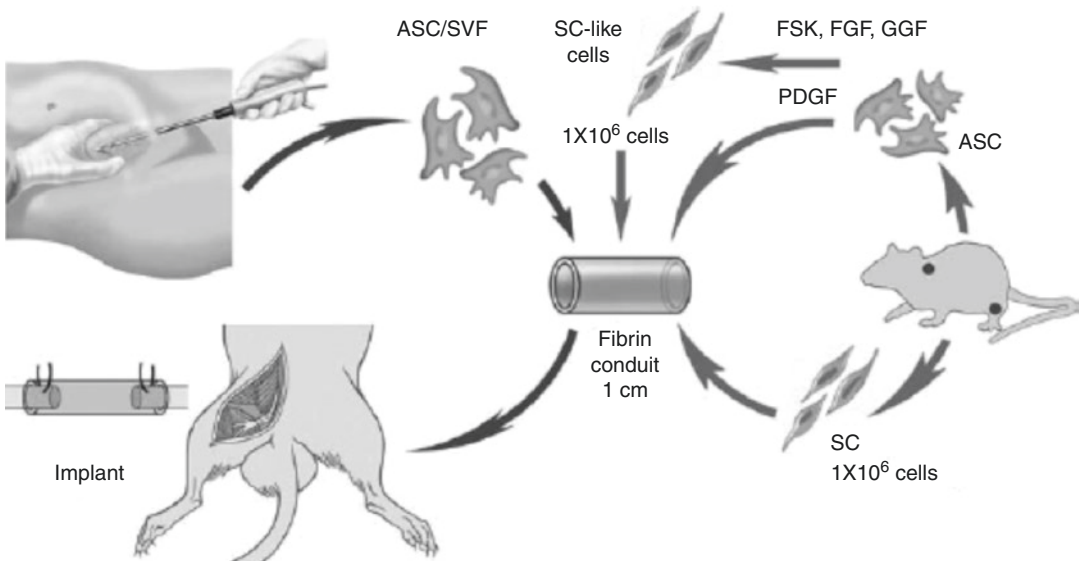 ASC/SVF
SC-like
cells
1X10⁶ cells
FSK, FGF, GGF
PDGF
ASC
Fibrin
conduit
1 cm
SC
1X10⁶ cells
Implant